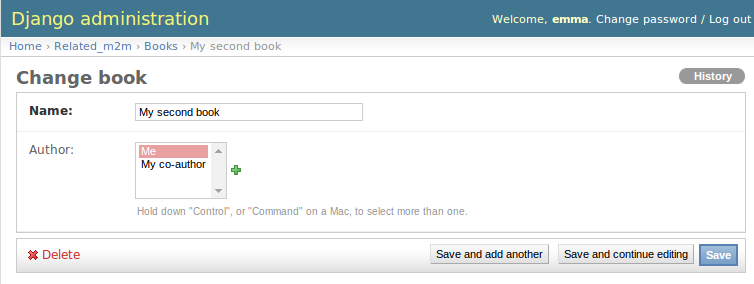 Django administration
Welcome, emma. Change password / Log out
Home › Related_m2m › Books › My second book
Change book
History
Name: My second book
Author: Me
My co-author
Hold down "Control", or "Command" on a Mac, to select more than one.
Delete Save and add another Save and continue editing Save